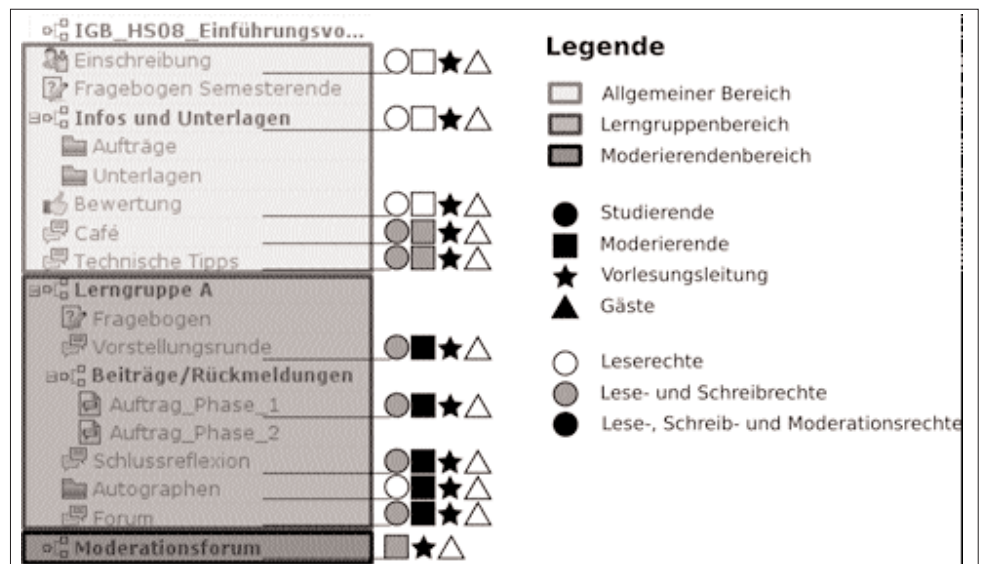 IGB_HS08_Einführungsvo...
Einschreibung
Fragebogen Semesterende
Infos und Unterlagen
Aufträge
Unterlagen
Bewertung
Café
Technische Tipps
Lerngruppe A
Fragebogen
Vorstellungsrunde
Beiträge/Rückmeldungen
Auftrag_Phase_1
Auftrag_Phase_2
Schlussreflexion
Autographen
Forum
Moderationsforum
Legende
Allgemeiner Bereich
Lerngruppenbereich
Moderierendenbereich
Studierende
Moderierende
Vorlesungsleitung
Gäste
Leserechte
Lese- und Schreibrechte
Lese-, Schreib- und Moderationsrechte